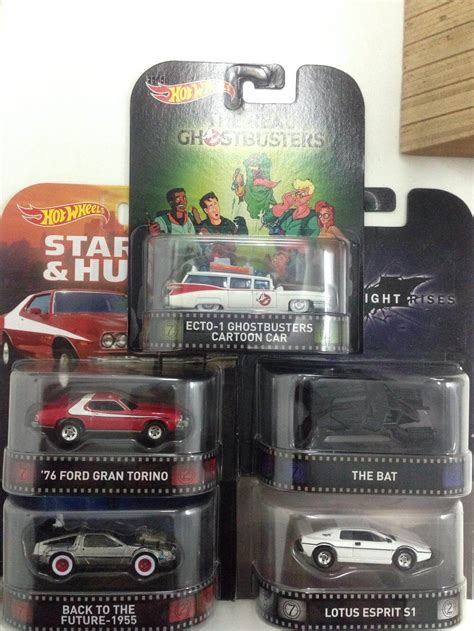 HOT WHEELS
THE REAL
GHOSTBUSTERS
ECTO-1 GHOSTBUSTERS
CARTOON CAR
HOT WHEELS
STAR
& HU
IGHT RISES
'76 FORD GRAN TORINO
THE BAT
BACK TO THE
FUTURE-1955
LOTUS ESPRIT S1